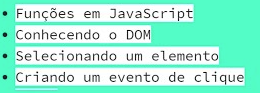 Funções em JavaScript
Conhecendo o DOM
Selecionando um elemento
Criando um evento de clique